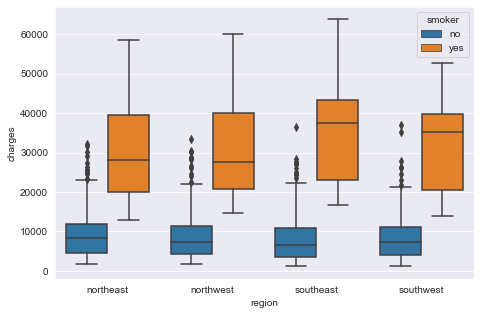 smoker
no
yes
60000
50000
40000
30000
20000
10000
0
charges
northeast northwest southeast southwest
region